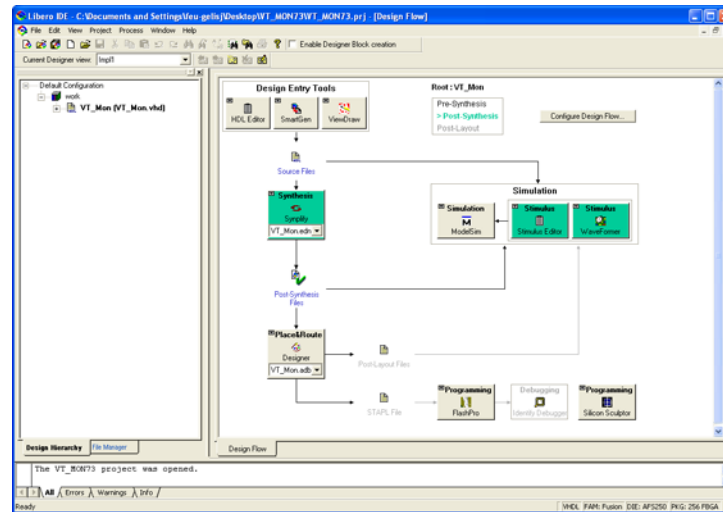 Libero IDE - C:\Documents and Settings\feu-gelisj\Desktop\VT_MON73\VT_MON73.prj - [Design Flow]
File Edit View Project Process Window Help
Enable Designer Block creation
Current Designer view: Impl1
Default Configuration
work
VT_Mon (VT_Mon.vhd)
Design Hierarchy File Manager
Design Entry Tools
HDL Editor SmartGen ViewDraw
Root : VT_Mon
Pre-Synthesis
> Post-Synthesis
Post-Layout
Configure Design Flow...
Source Files
Synthesis
Synplify
VT_Mon.edn
Simulation
Simulation
ModelSim
Stimulus
Stimulus Editor
Stimulus
WaveFormer
Post-Synthesis
Files
Place&Route
Designer
VT_Mon.adb
Post-Layout Files
STAPL File
Programming
FlashPro
Debugging
Identify Debugger
Programming
Silicon Sculptor
Design Flow
The VT_MON73 project was opened.
All Errors Warnings Info
Ready
VHDL FAM: Fusion DIE: AFS250 PKG: 256 FBGA